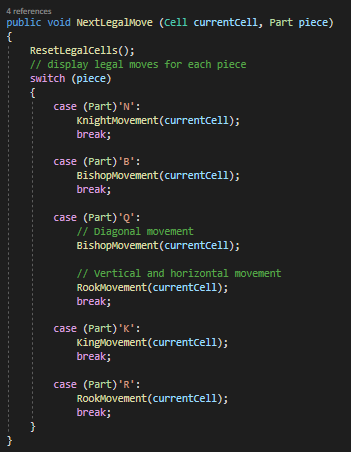 4 references
public void NextLegalMove (Cell currentCell, Part piece)
{
ResetLegalCells();
// display legal moves for each piece
switch (piece)
{
case (Part)'N':
KnightMovement(currentCell);
break;
case (Part)'B':
BishopMovement(currentCell);
break;
case (Part)'Q':
// Diagonal movement
BishopMovement(currentCell);
// Vertical and horizontal movement
RookMovement(currentCell);
break;
case (Part)'K':
KingMovement(currentCell);
break;
case (Part)'R':
RookMovement(currentCell);
break;
}
}